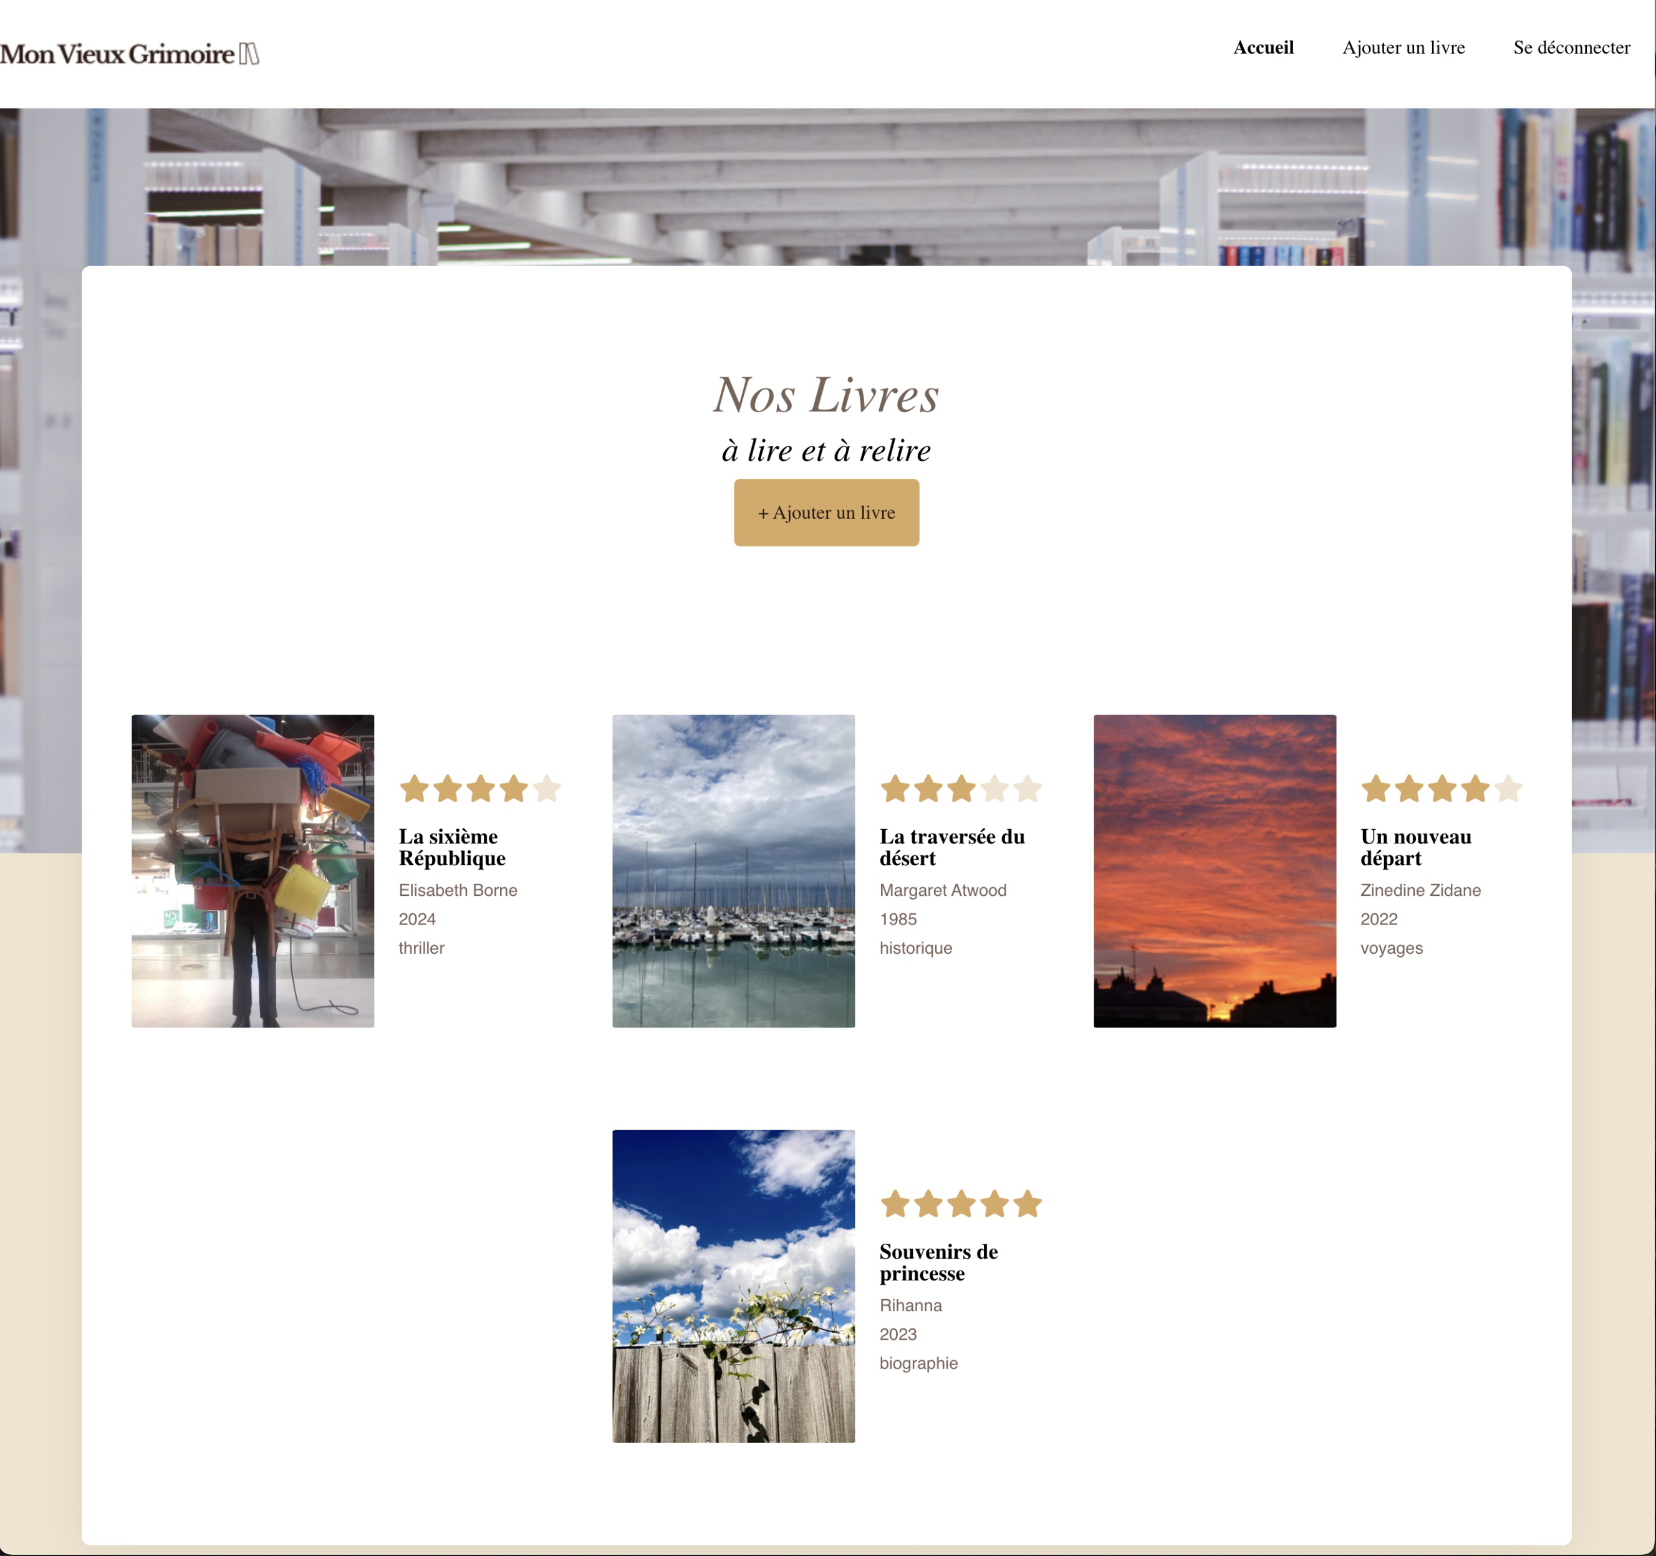 Mon Vieux Grimoire
Accueil
Ajouter un livre
Se déconnecter
Nos Livres
à lire et à relire
+ Ajouter un livre
La sixième
République
Elisabeth Borne
2024
thriller
La traversée du
désert
Margaret Atwood
1985
historique
Un nouveau
départ
Zinedine Zidane
2022
voyages
Souvenirs de
princesse
Rihanna
2023
biographie